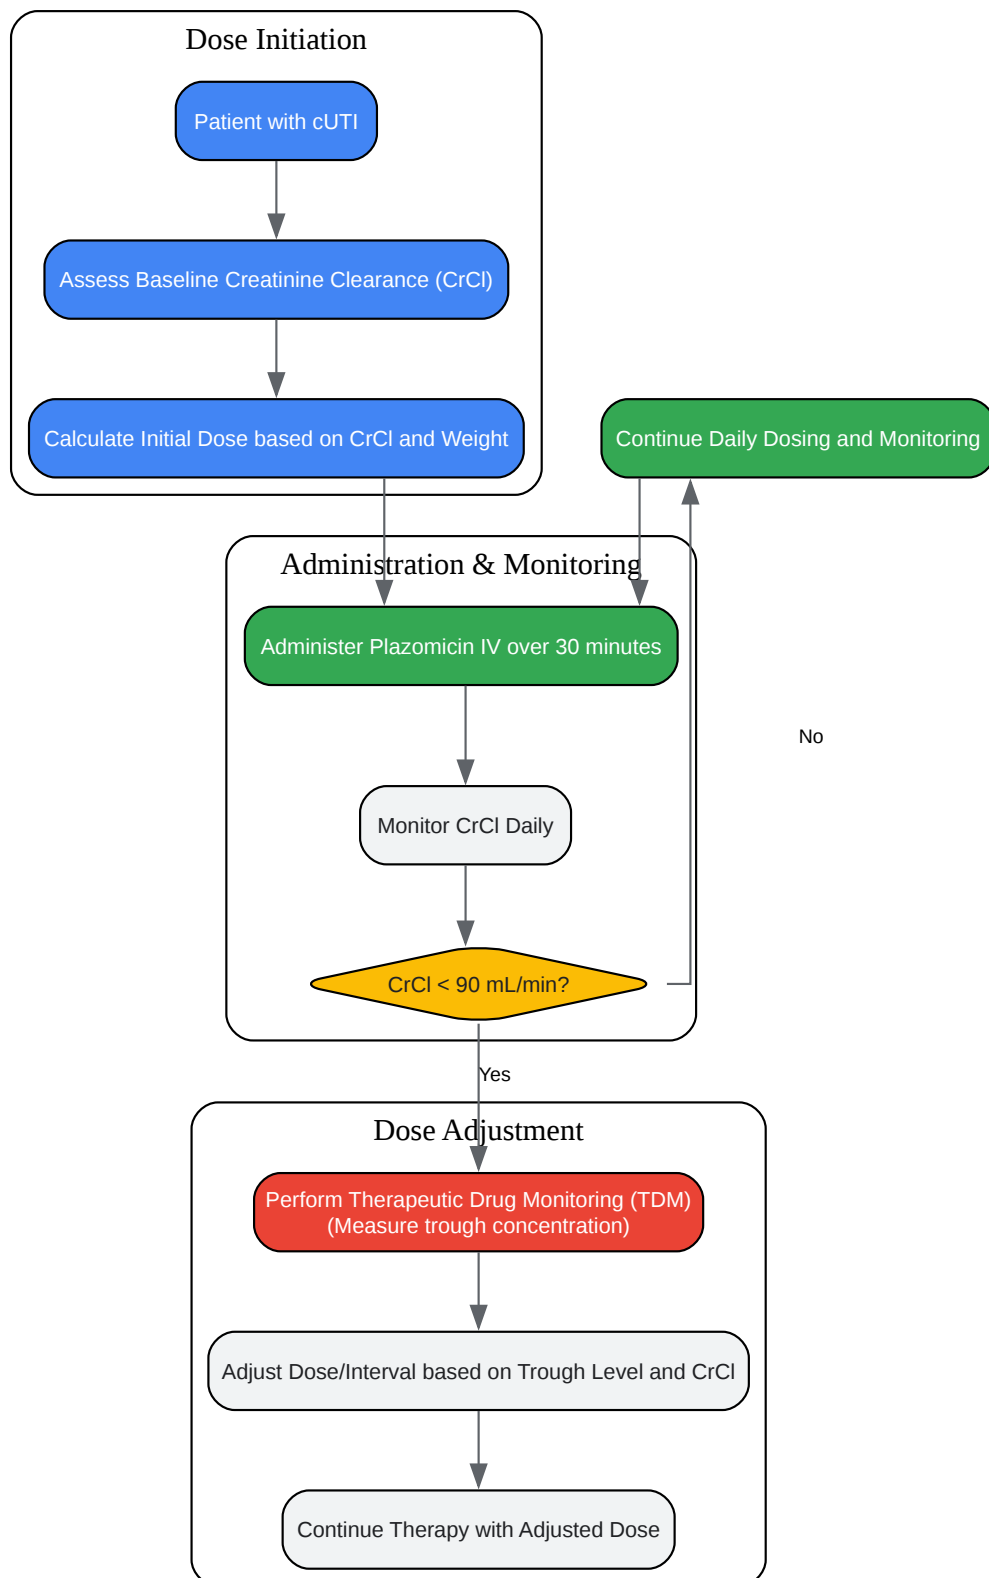 Dose Initiation
Patient with cUTI
Assess Baseline Creatinine Clearance (CrCl)
Calculate Initial Dose based on CrCl and Weight
Continue Daily Dosing and Monitoring
Administration & Monitoring
Administer Plazomicin IV over 30 minutes
No
Monitor CrCl Daily
CrCl < 90 mL/min?
Yes
Dose Adjustment
Perform Therapeutic Drug Monitoring (TDM)
(Measure trough concentration)
Adjust Dose/Interval based on Trough Level and CrCl
Continue Therapy with Adjusted Dose